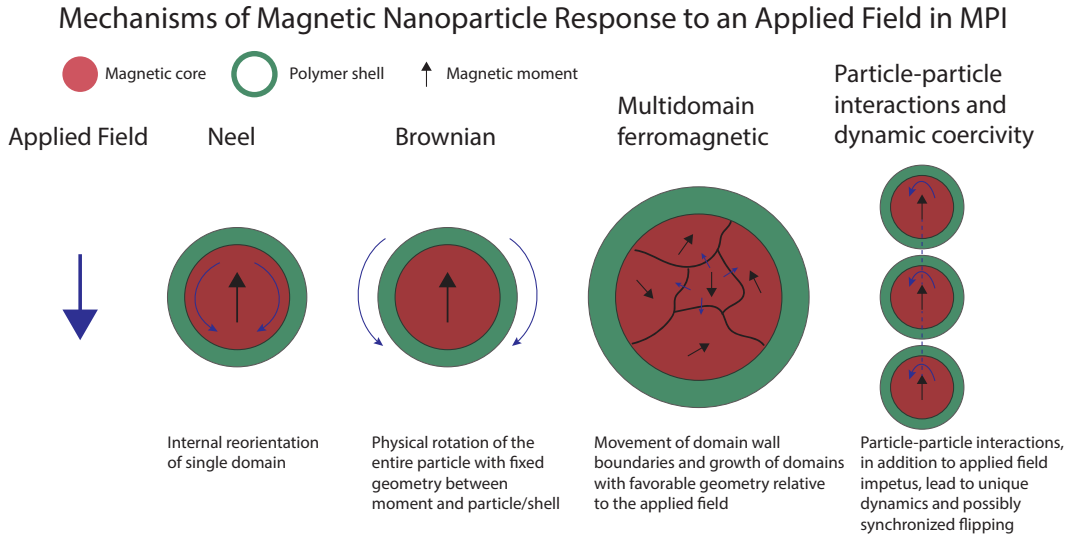 Mechanisms of Magnetic Nanoparticle Response to an Applied Field in MPI
Magnetic core
Polymer shell
Magnetic moment
Applied Field
Neel
Brownian
Multidomain
ferromagnetic
Particle-particle
interactions and
dynamic coercivity
Internal reorientation
of single domain
Physical rotation of the
entire particle with fixed
geometry between
moment and particle/shell
Movement of domain wall
boundaries and growth of domains
with favorable geometry relative
to the applied field
Particle-particle interactions,
in addition to applied field
impetus, lead to unique
dynamics and possibly
synchronized flipping